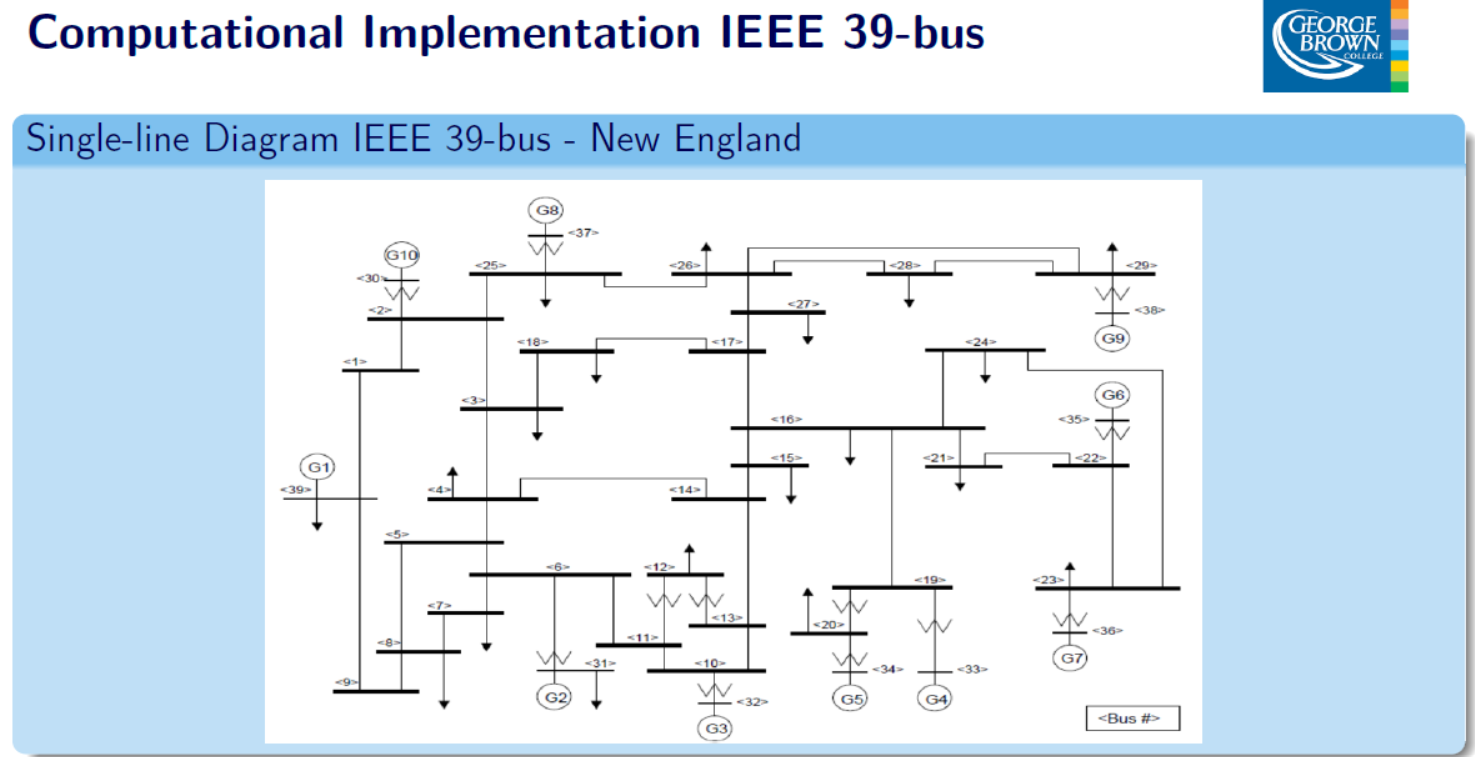 Computational Implementation IEEE 39-bus
GEORGE
BROWN
COLLEGE
Single-line Diagram IEEE 39-bus - New England
G8
<37>
G10
<25>
<26>
<28>
<29>
<30>
<2>
<27>
<38>
<18>
<17>
<24>
G9
<1>
<3>
G6
<16>
<35>
G1
<15>
<21>
<22>
<39>
<4>
<14>
<5>
<6>
<12>
<19>
<23>
<7>
<13>
<20>
<36>
<8>
<11>
<10>
<31>
<34>
<33>
G7
<9>
G2
<32>
G5
G4
G3
<Bus #>